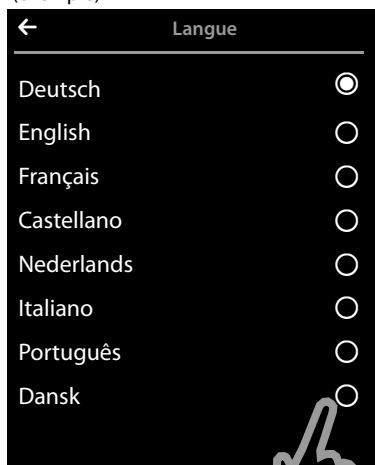 Langue
Deutsch
English
Français
Castellano
Nederlands
Italiano
Português
Dansk